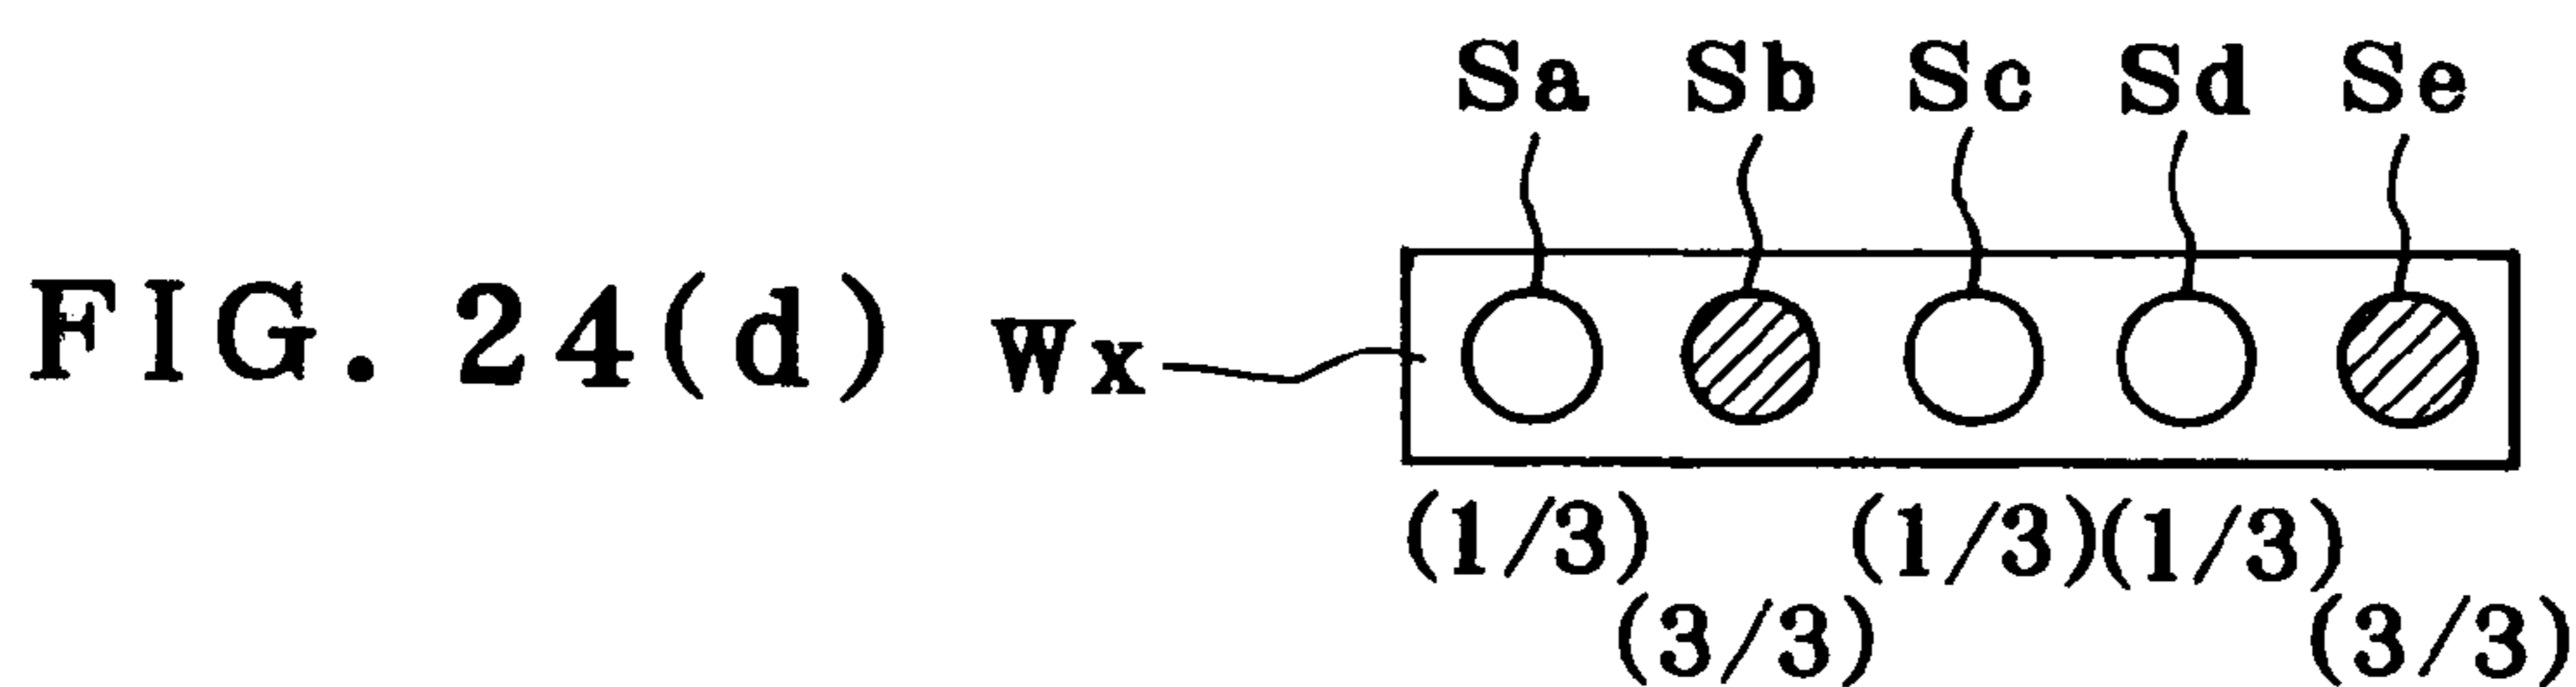 Sa Sb Sc Sd Se
FIG. 24(d) Wx
(1/3) (1/3)(1/3)
(3/3) (3/3)